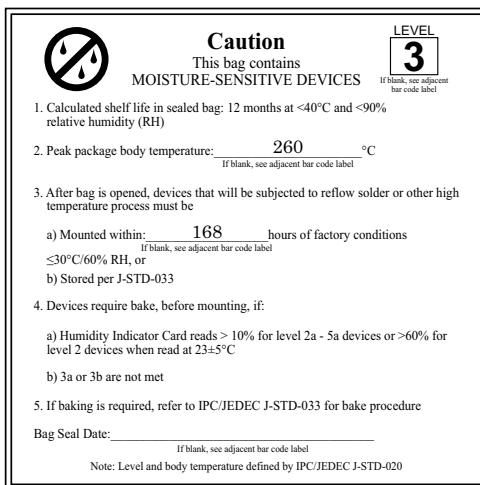 Caution
LEVEL
3
This bag contains
MOISTURE-SENSITIVE DEVICES
If blank, see adjacent
bar code label
1. Calculated shelf life in sealed bag: 12 months at <40°C and <90%
relative humidity (RH)
2. Peak package body temperature: 260 °C
If blank, see adjacent bar code label
3. After bag is opened, devices that will be subjected to reflow solder or other high
temperature process must be
a) Mounted within: 168 hours of factory conditions
If blank, see adjacent bar code label
≤30°C/60% RH, or
b) Stored per J-STD-033
4. Devices require bake, before mounting, if:
a) Humidity Indicator Card reads > 10% for level 2a - 5a devices or >60% for
level 2 devices when read at 23±5°C
b) 3a or 3b are not met
5. If baking is required, refer to IPC/JEDEC J-STD-033 for bake procedure
Bag Seal Date:
If blank, see adjacent bar code label
Note: Level and body temperature defined by IPC/JEDEC J-STD-020